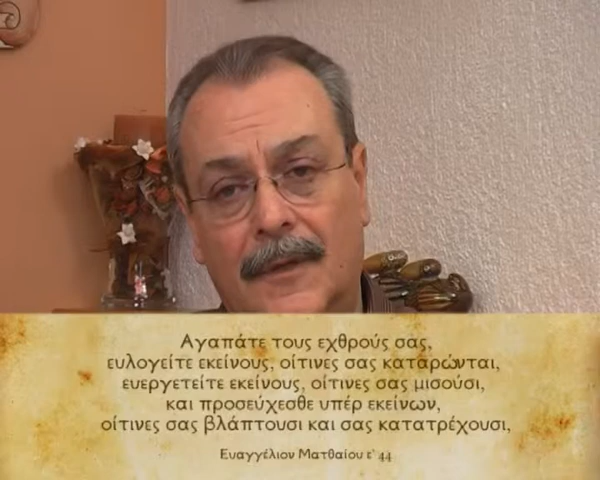 Αγαπάτε τους εχθρούς σας,
ευλογείτε εκείνους, οίτινες σας καταρώνται,
ευεργετείτε εκείνους, οίτινες σας μισούσι,
και προσεύχεσθε υπέρ εκείνων,
οίτινες σας βλάπτουσι και σας κατατρέχουσι,
Ευαγγέλιον Ματθαίου ε' 44